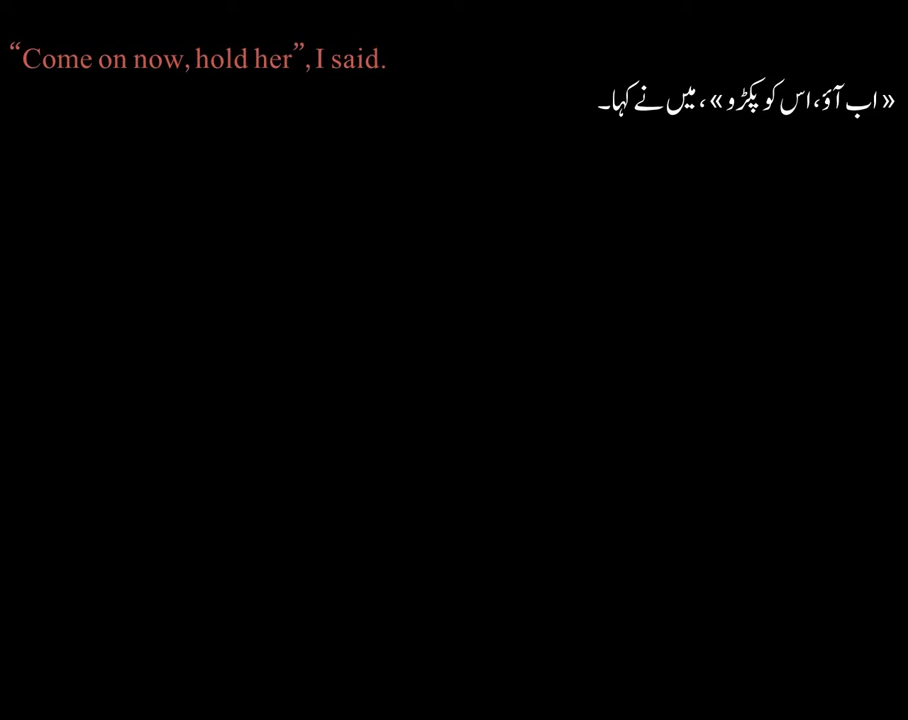 “Come on now, hold her”, I said.
« اب آؤ، اس کو پکڑو »، میں نے کہا۔